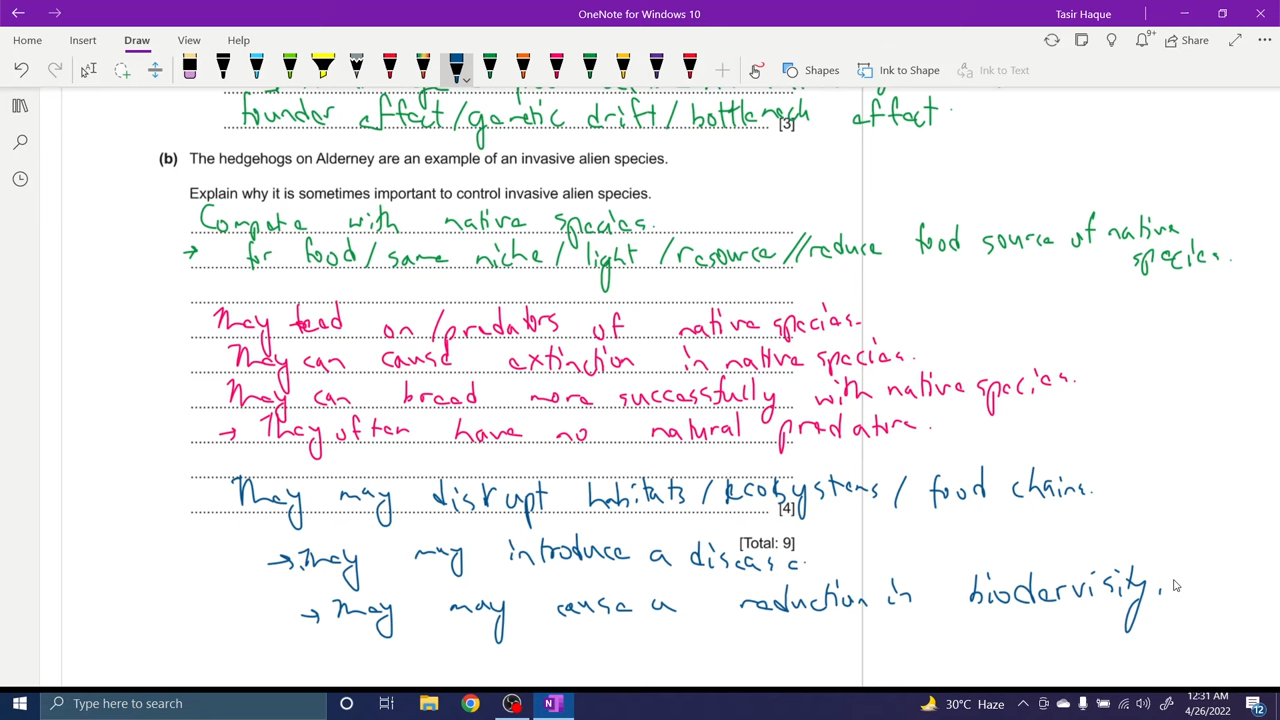 OneNote for Windows 10
Tasir Haque
Home Insert Draw View Help
Share
Shapes
Ink to Shape
Ink to Text
founder affect/genetic drift/bottleneck affect.
[3]
(b) The hedgehogs on Alderney are an example of an invasive alien species.
Explain why it is sometimes important to control invasive alien species.
Compete with native species.
→ for food/ same niche/ light /resource//reduce food source of native species.
They feed on/predators of native species.
They can cause extinction in native species.
They can breed more successfully with native species.
→ They often have no natural predators.
They may disrupt habitats/Ecosystems/ food chains.
[4]
[Total: 9]
→ They may introduce a disease.
→ They may cause a reduction in biodervisity.
Type here to search
30°C Haze
12:31 AM
4/26/2022
12